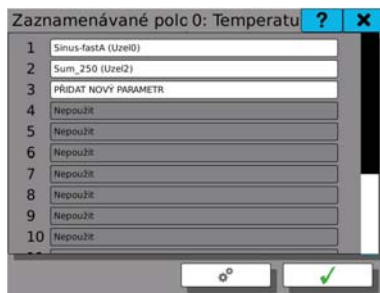 Zaznamenávané polo 0: Temperatu ? ×
1 Sinus-fastA (Uzel0)
2 Sum_250 (Uzel2)
3 PŘIDAT NOVÝ PARAMETR
4 Nepoužit
5 Nepoužit
6 Nepoužit
7 Nepoužit
8 Nepoužit
9 Nepoužit
10 Nepoužit